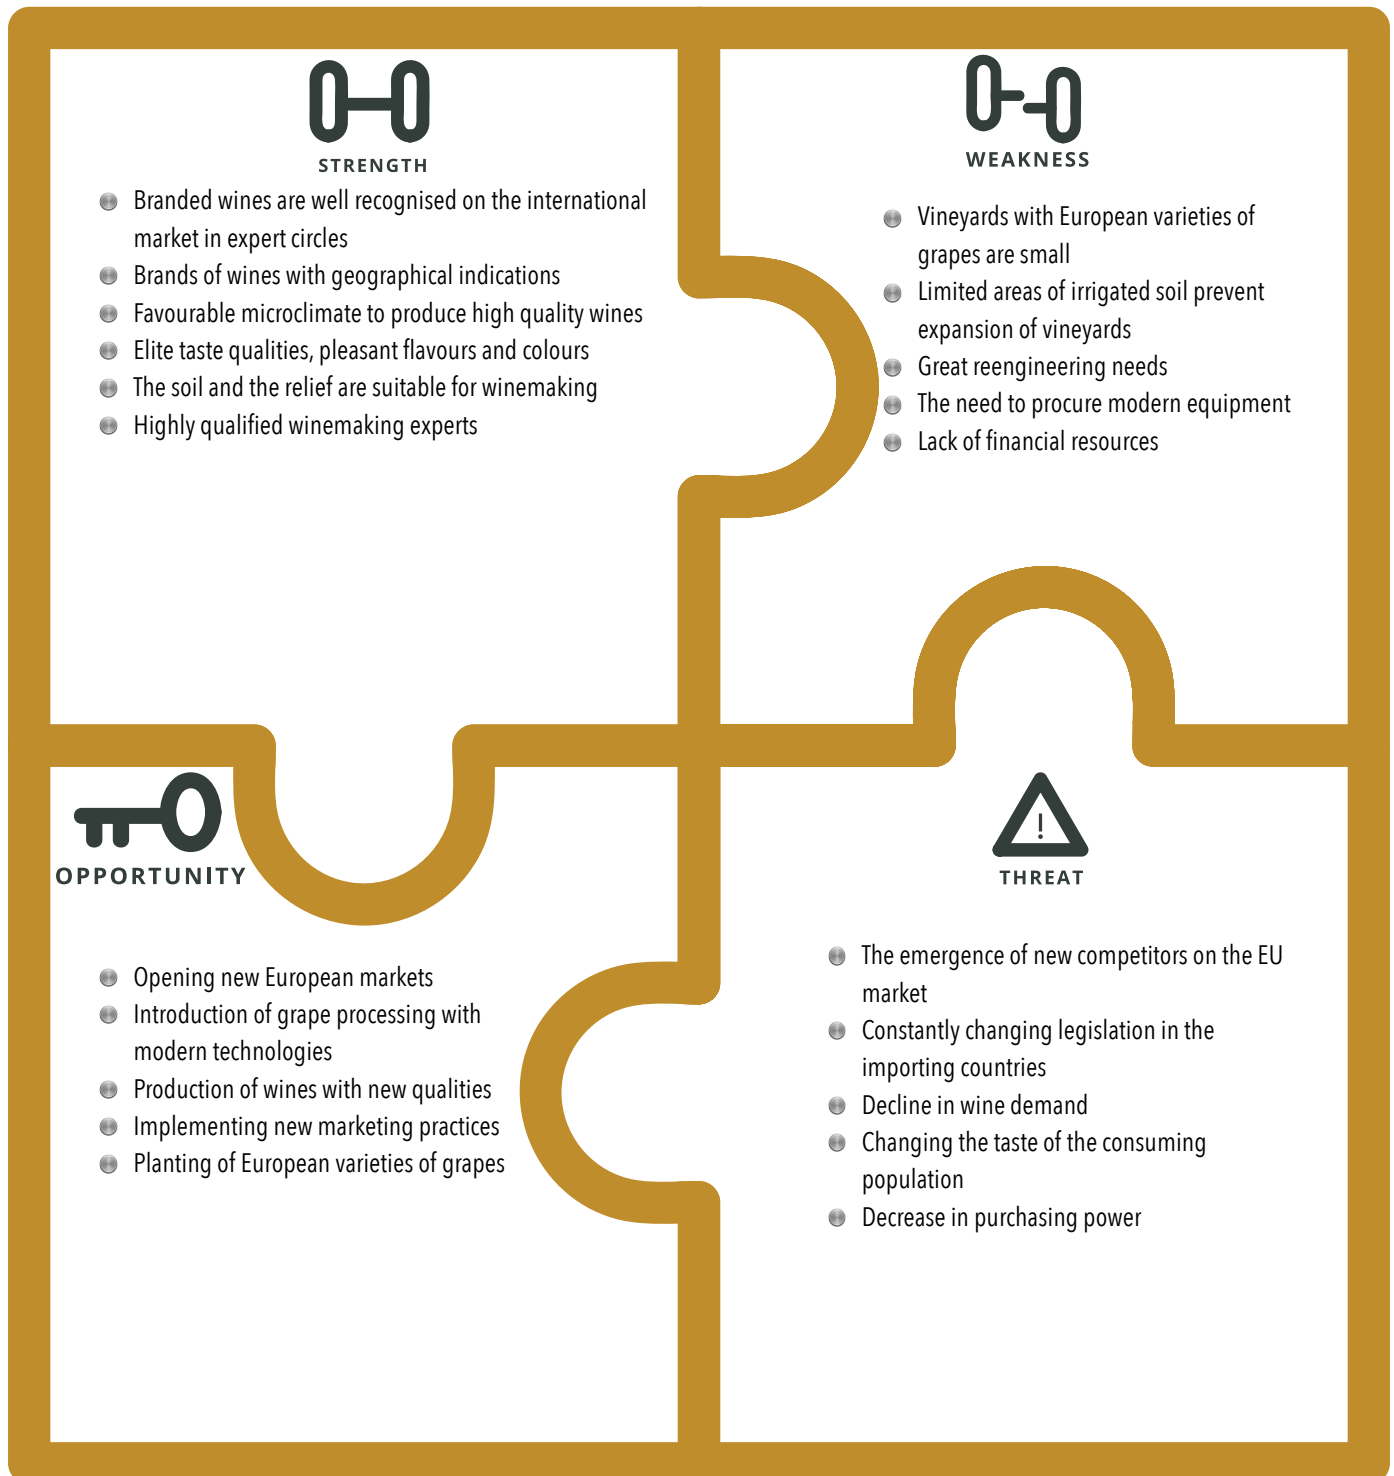 STRENGTH
Branded wines are well recognised on the international
market in expert circles
Brands of wines with geographical indications
Favourable microclimate to produce high quality wines
Elite taste qualities, pleasant flavours and colours
The soil and the relief are suitable for winemaking
Highly qualified winemaking experts
WEAKNESS
Vineyards with European varieties of
grapes are small
Limited areas of irrigated soil prevent
expansion of vineyards
Great reengineering needs
The need to procure modern equipment
Lack of financial resources
OPPORTUNITY
Opening new European markets
Introduction of grape processing with
modern technologies
Production of wines with new qualities
Implementing new marketing practices
Planting of European varieties of grapes
!
THREAT
The emergence of new competitors on the EU
market
Constantly changing legislation in the
importing countries
Decline in wine demand
Changing the taste of the consuming
population
Decrease in purchasing power